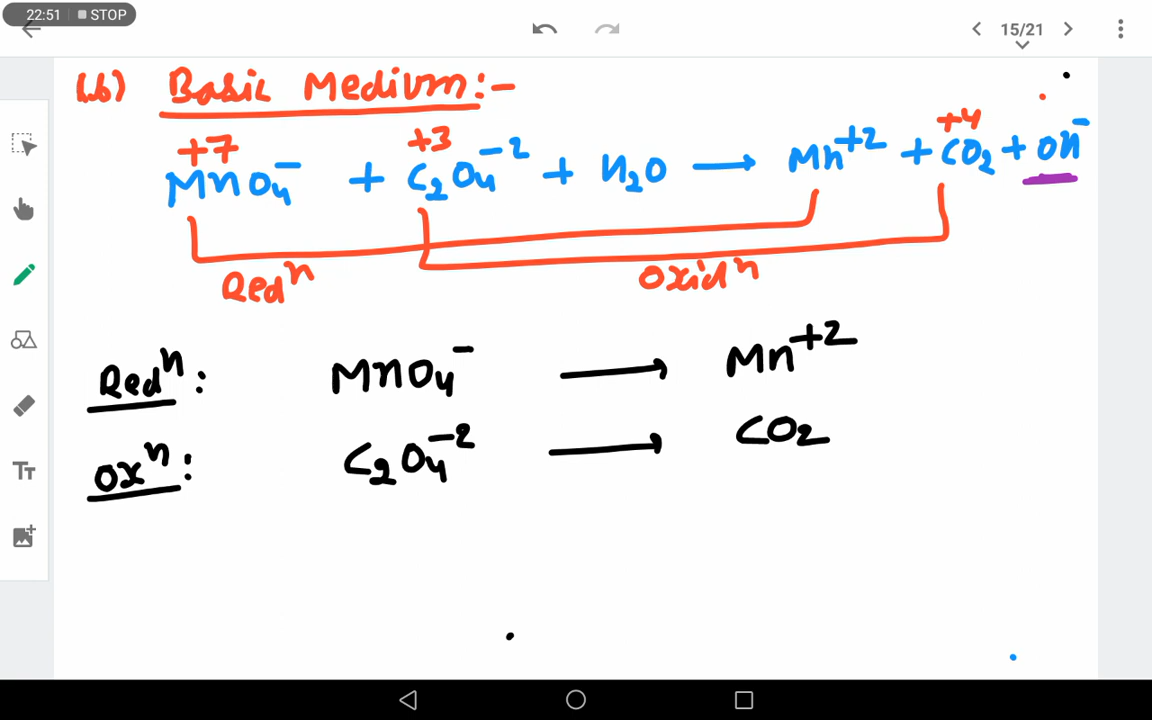 22:51 STOP
15/21
(b) Basic Medium:-
+7 +3 +4
MnO₄⁻ + C₂O₄⁻² + H₂O → Mn⁺² + CO₂ + OH⁻
Redⁿ Oxidⁿ
Redⁿ: MnO₄⁻ → Mn⁺²
Oxⁿ: C₂O₄⁻² → CO₂
TT